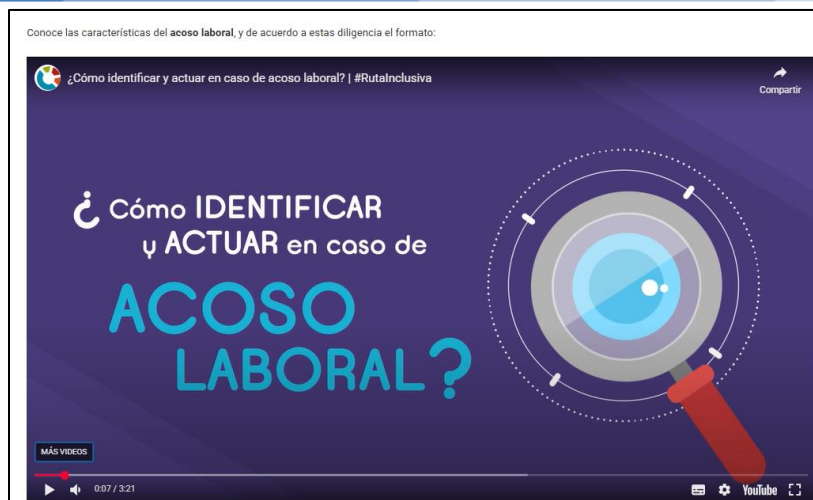 Conoce las características del acoso laboral, y de acuerdo a estas diligencia el formato:
¿Cómo identificar y actuar en caso de acoso laboral? | #RutaInclusiva
Compartir
¿Cómo IDENTIFICAR
y ACTUAR en caso de
ACOSO
LABORAL?
MÁS VIDEOS
0:07 / 3:21
YouTube